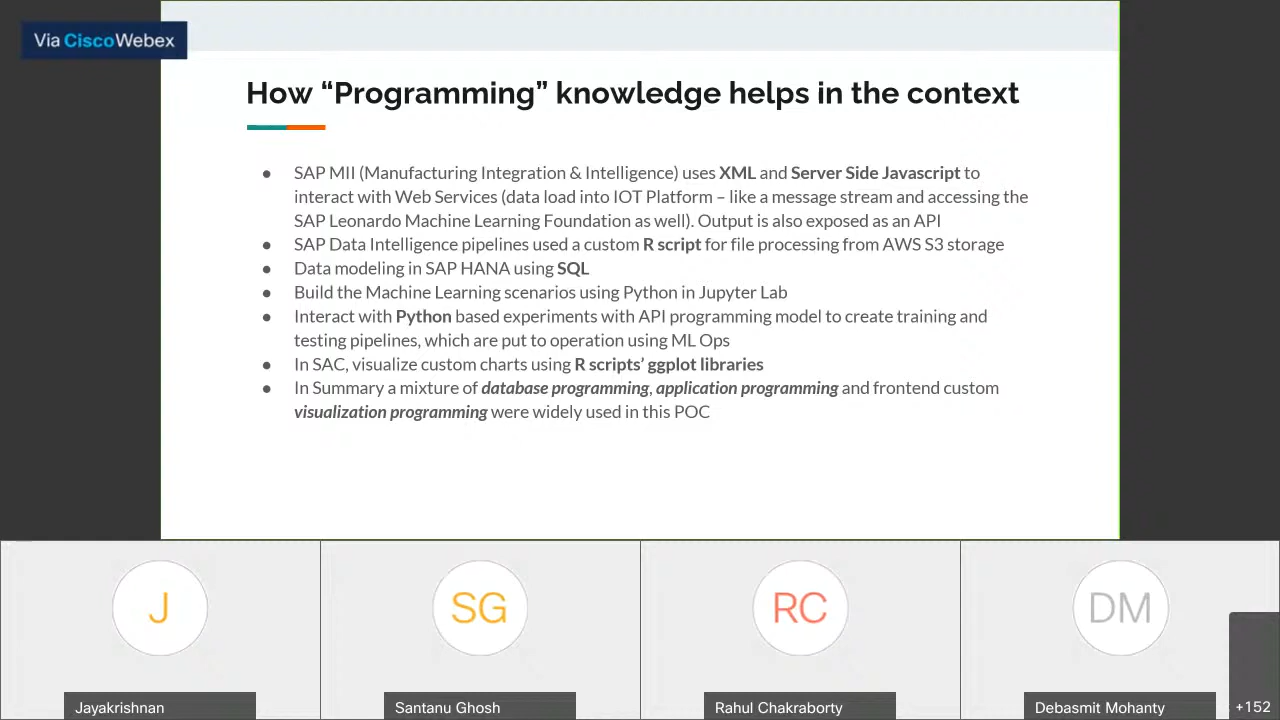 Via CiscoWebex
How “Programming” knowledge helps in the context
● SAP MII (Manufacturing Integration & Intelligence) uses XML and Server Side Javascript to
interact with Web Services (data load into IOT Platform – like a message stream and accessing the
SAP Leonardo Machine Learning Foundation as well). Output is also exposed as an API
● SAP Data Intelligence pipelines used a custom R script for file processing from AWS S3 storage
● Data modeling in SAP HANA using SQL
● Build the Machine Learning scenarios using Python in Jupyter Lab
● Interact with Python based experiments with API programming model to create training and
testing pipelines, which are put to operation using ML Ops
● In SAC, visualize custom charts using R scripts’ ggplot libraries
● In Summary a mixture of database programming, application programming and frontend custom
visualization programming were widely used in this POC
J
SG
RC
DM
Jayakrishnan
Santanu Ghosh
Rahul Chakraborty
Debasmit Mohanty
+152